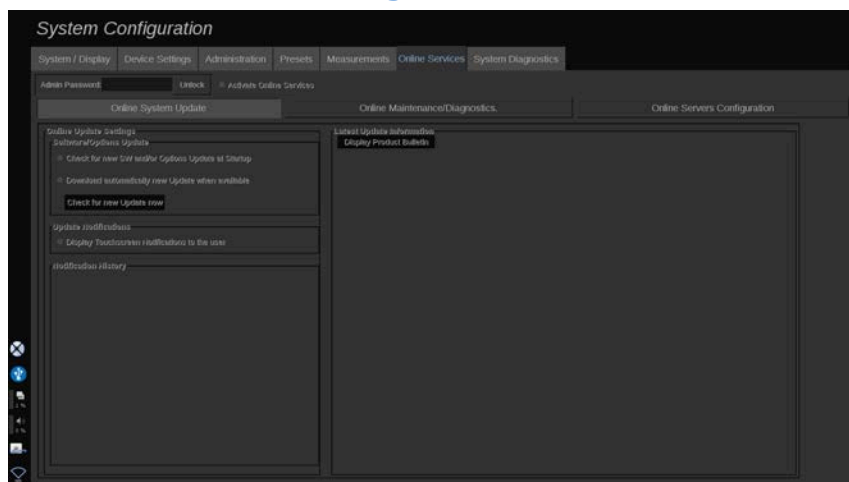 System Configuration
System / Display Device Settings Administration Presets Measurements Online Services System Diagnostics
Admin Password: Unlock Activate Online Services
Online System Update Online Maintenance/Diagnostics. Online Servers Configuration
Online Update Settings
Software/Options Update
Check for new SW and/or Options Update at Startup
Download automatically new Update when available
Check for new Update now
Update Notifications
Display Touchscreen Notifications to the user
Notification History
Latest Update Information
Display Product Bulletin